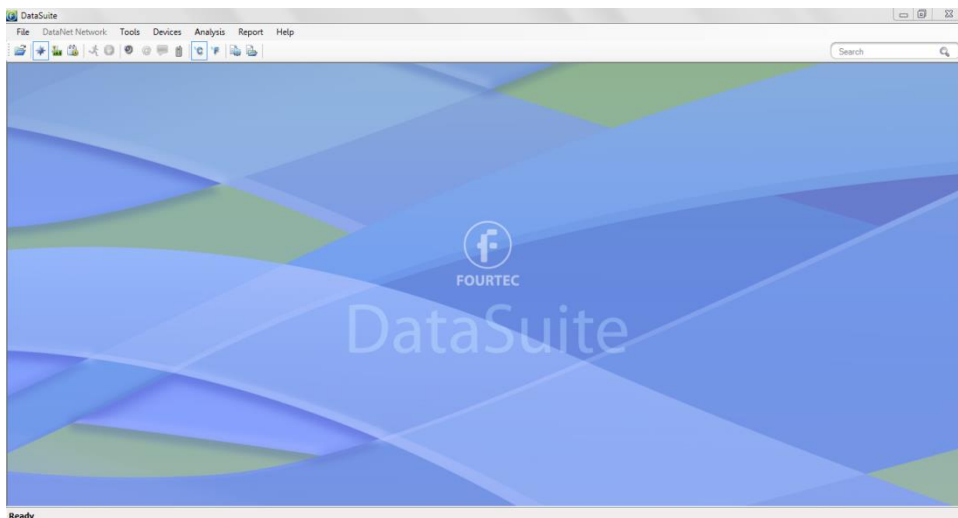 DataSuite
File DataNet Network Tools Devices Analysis Report Help
°C °F
Search
FOURTEC
DataSuite
Ready